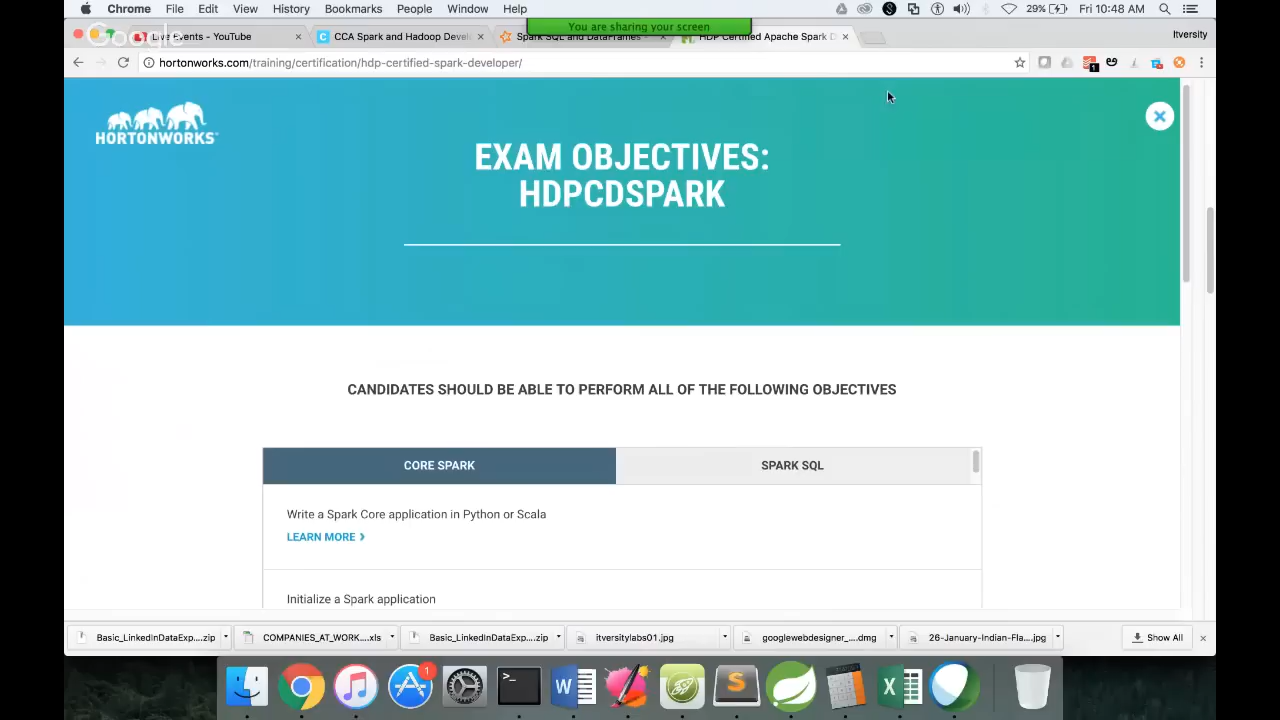 Chrome File Edit View History Bookmarks People Window Help
29% Fri 10:48 AM
You are sharing your screen
Google
Live Events - YouTube
CCA Spark and Hadoop Devel
Spark SQL and DataFrames -
HDP Certified Apache Spark D
Itversity
hortonworks.com/training/certification/hdp-certified-spark-developer/
1
HORTONWORKS
EXAM OBJECTIVES:
HDPCDSPARK
CANDIDATES SHOULD BE ABLE TO PERFORM ALL OF THE FOLLOWING OBJECTIVES
CORE SPARK
SPARK SQL
Write a Spark Core application in Python or Scala
LEARN MORE ›
Initialize a Spark application
Basic_LinkedInDataExp....zip
COMPANIES_AT_WORK....xls
Basic_LinkedInDataExp....zip
itversitylabs01.jpg
googlewebdesigner_....dmg
26-January-Indian-Fla....jpg
Show All
1
>_
W
S
X